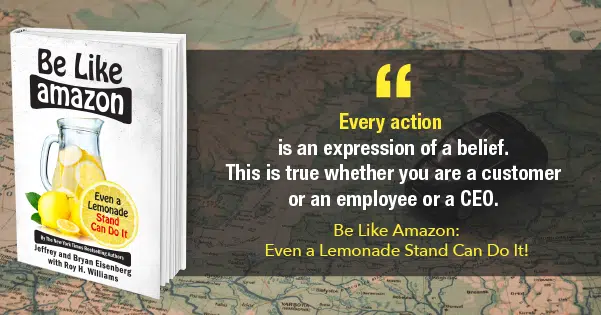 Be Like
amazon
Even a
Lemonade
Stand
Can Do It
By The New York Times Bestselling Authors
Jeffrey and Bryan Eisenberg
with Roy H. Williams
“
Every action
is an expression of a belief.
This is true whether you are a customer
or an employee or a CEO.
Be Like Amazon:
Even a Lemonade Stand Can Do It!